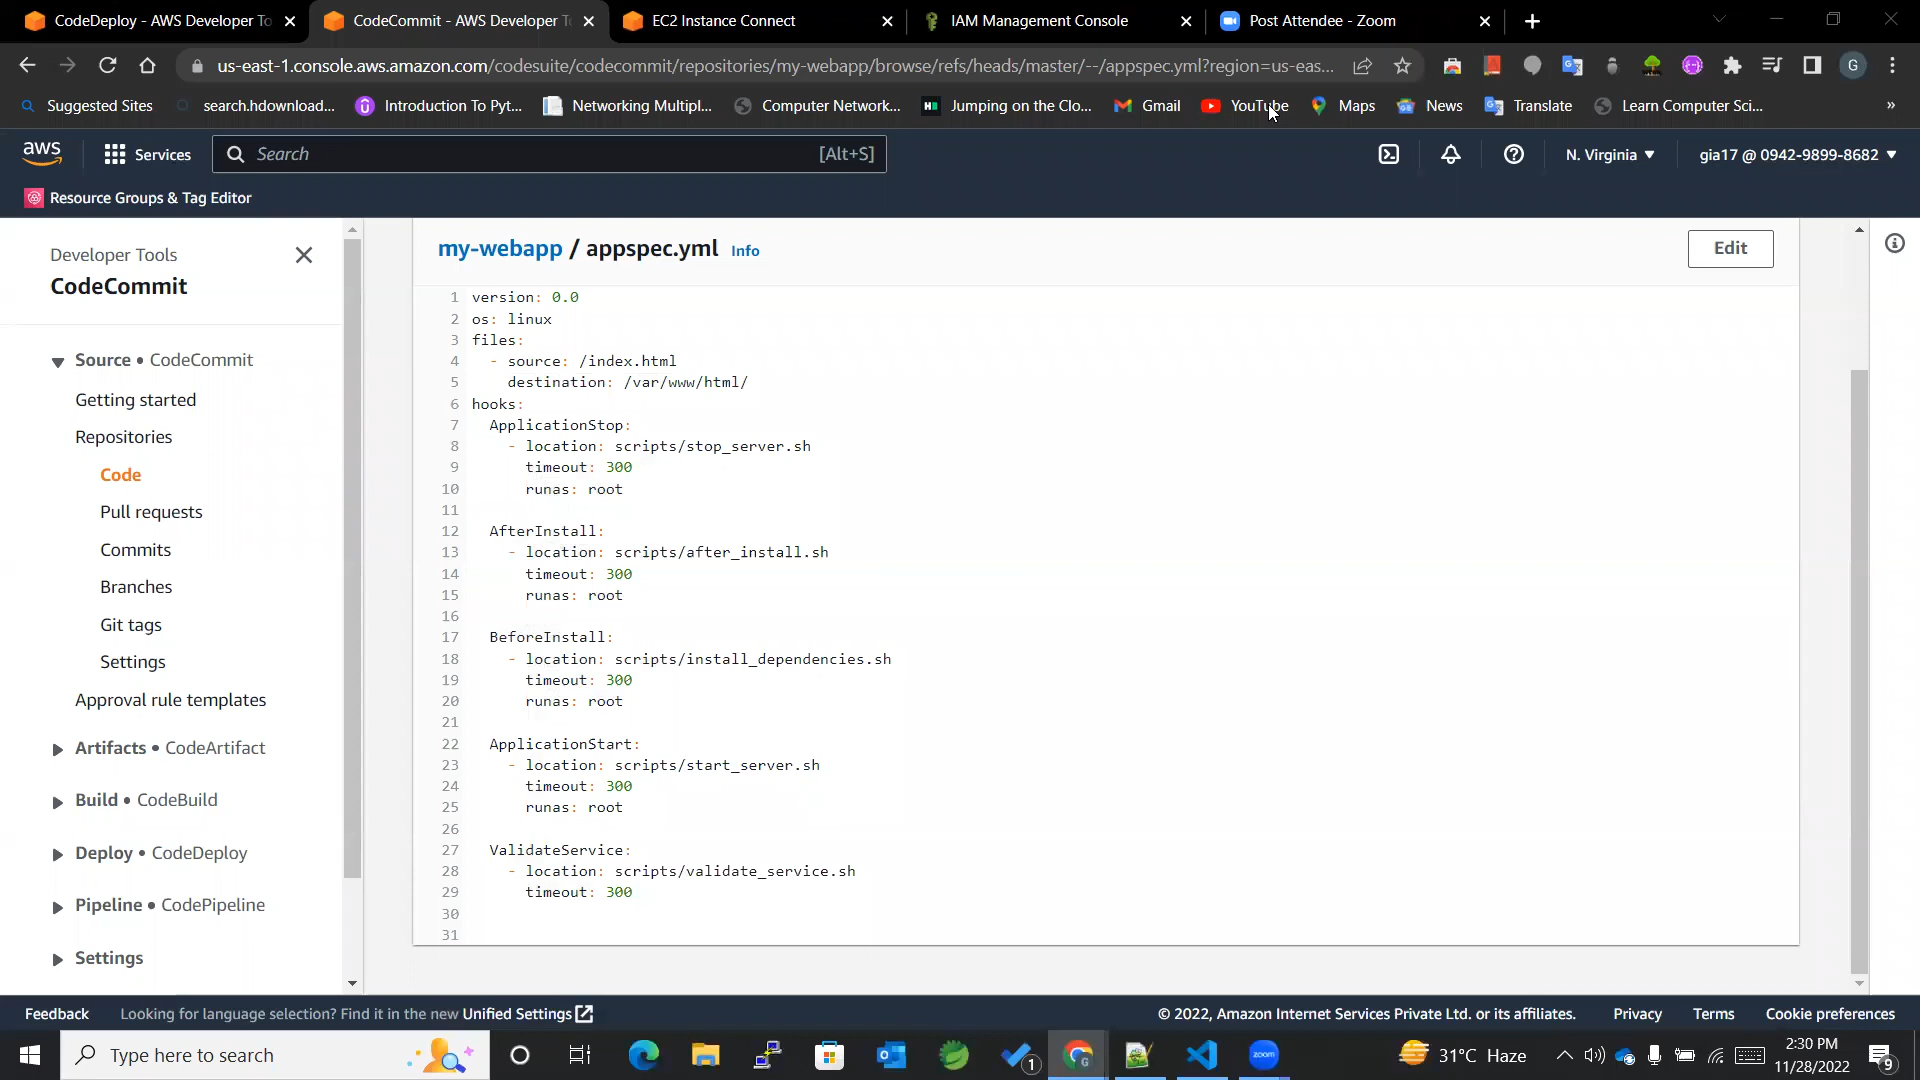 CodeDeploy - AWS Developer To
CodeCommit - AWS Developer To
EC2 Instance Connect
IAM Management Console
Post Attendee - Zoom
us-east-1.console.aws.amazon.com/codesuite/codecommit/repositories/my-webapp/browse/refs/heads/master/--/appspec.yml?region=us-eas...
G
Suggested Sites
search.hdownload...
Introduction To Pyt...
Networking Multipl...
Computer Network...
Jumping on the Clo...
Gmail
YouTube
Maps
News
Translate
Learn Computer Sci...
»
aws
Services
Search
[Alt+S]
N. Virginia
gia17 @ 0942-9899-8682
Resource Groups & Tag Editor
Developer Tools
CodeCommit
Source • CodeCommit
Getting started
Repositories
Code
Pull requests
Commits
Branches
Git tags
Settings
Approval rule templates
Artifacts • CodeArtifact
Build • CodeBuild
Deploy • CodeDeploy
Pipeline • CodePipeline
Settings
my-webapp / appspec.yml Info
Edit
1 version: 0.0
2 os: linux
3 files:
4   - source: /index.html
5     destination: /var/www/html/
6 hooks:
7   ApplicationStop:
8     - location: scripts/stop_server.sh
9       timeout: 300
10       runas: root
11
12   AfterInstall:
13     - location: scripts/after_install.sh
14       timeout: 300
15       runas: root
16
17   BeforeInstall:
18     - location: scripts/install_dependencies.sh
19       timeout: 300
20       runas: root
21
22   ApplicationStart:
23     - location: scripts/start_server.sh
24       timeout: 300
25       runas: root
26
27   ValidateService:
28     - location: scripts/validate_service.sh
29       timeout: 300
30
31
Feedback
Looking for language selection? Find it in the new Unified Settings
© 2022, Amazon Internet Services Private Ltd. or its affiliates.
Privacy
Terms
Cookie preferences
Type here to search
1
zoom
31°C Haze
2:30 PM
11/28/2022
9